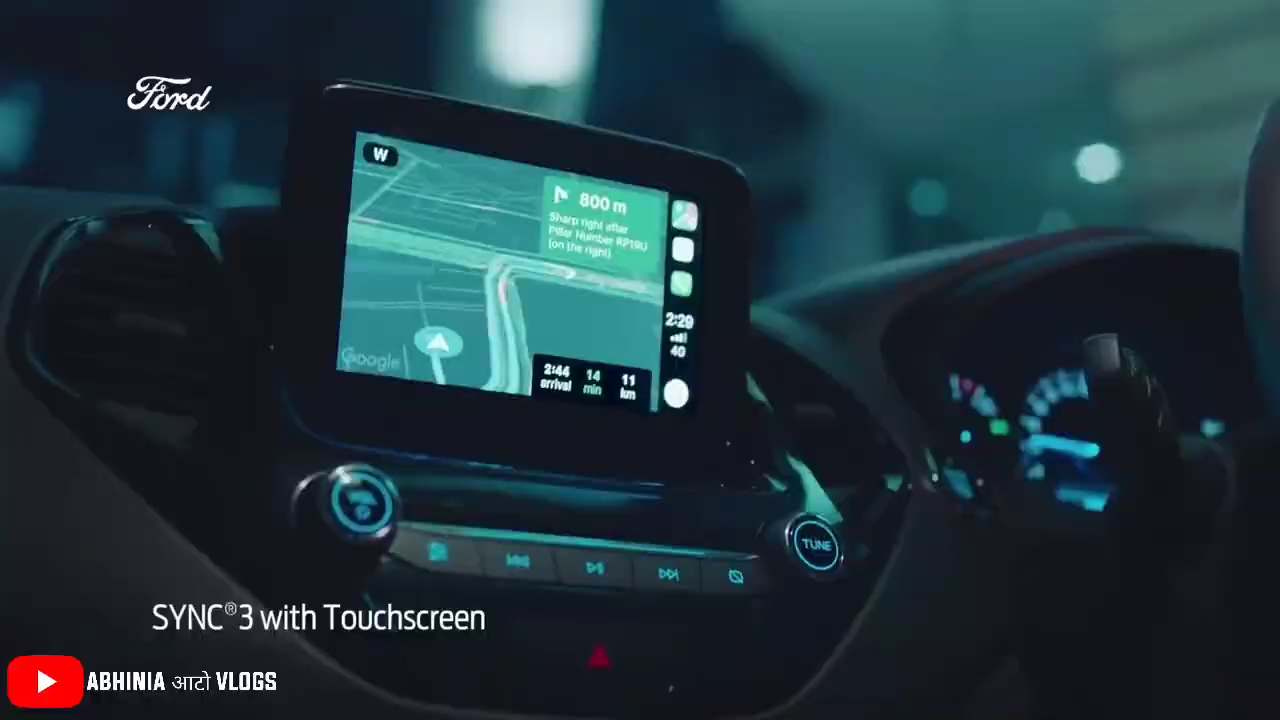 Ford
W
800 m
Sharp right after
Pillar Number RP19U
(on the right)
2:29
40
Google
2:44 14 11
arrival min km
TUNE
SYNC®3 with Touchscreen
ABHINIA आटो VLOGS